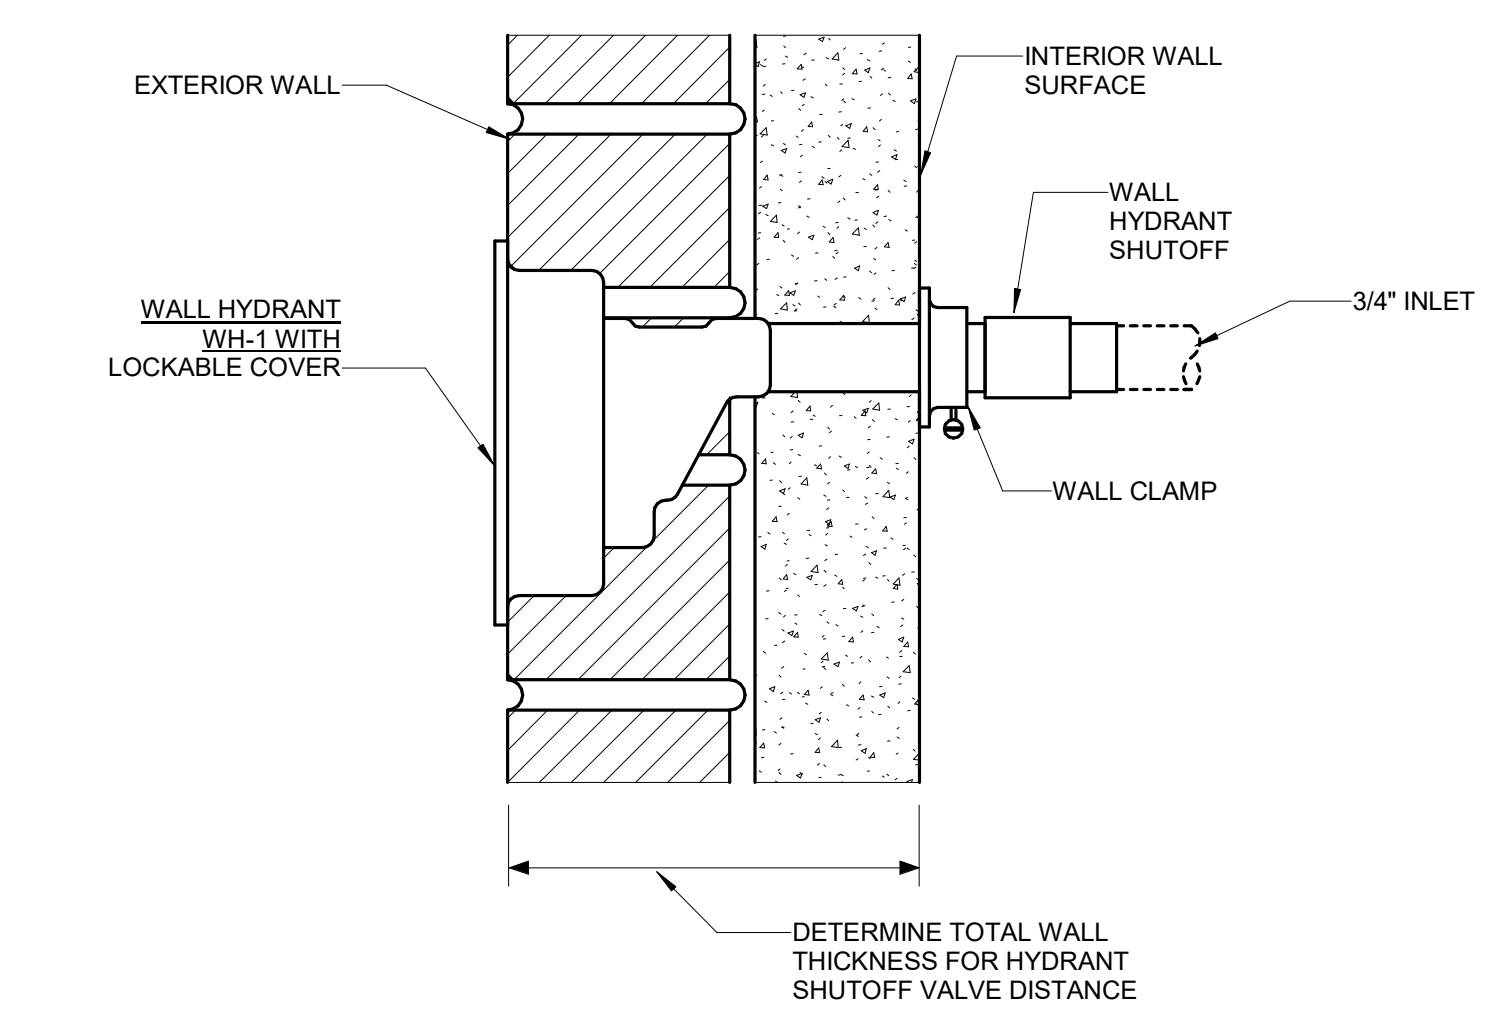 EXTERIOR WALL
INTERIOR WALL
SURFACE
WALL
HYDRANT
SHUTOFF
WALL HYDRANT
WH-1 WITH
LOCKABLE COVER
3/4" INLET
WALL CLAMP
DETERMINE TOTAL WALL
THICKNESS FOR HYDRANT
SHUTOFF VALVE DISTANCE